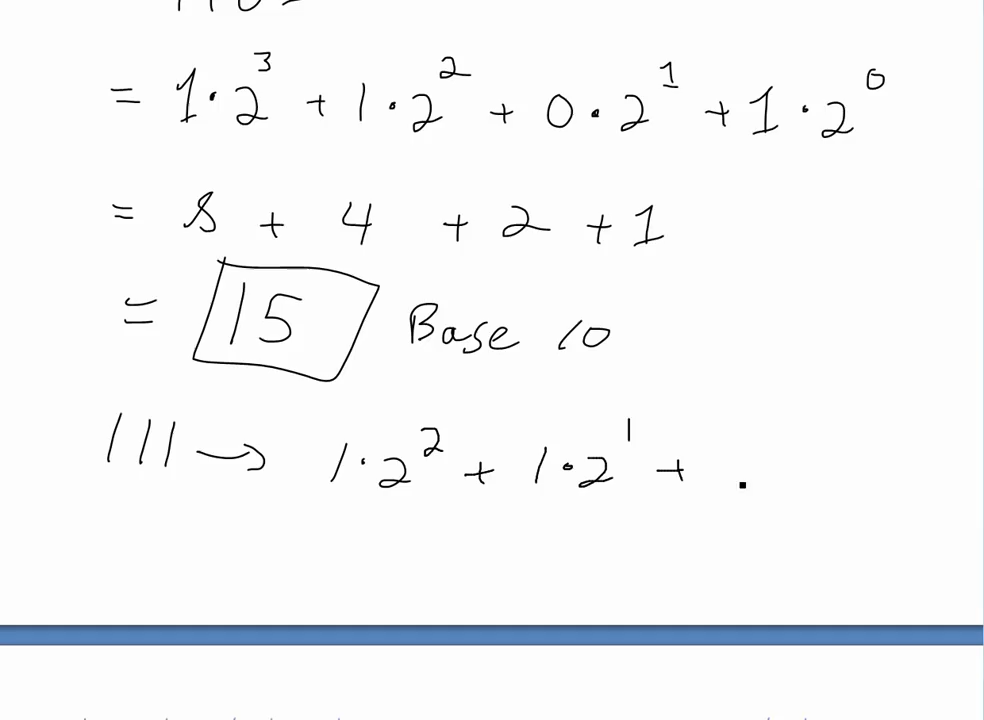 = 1·2³ + 1·2² + 0·2¹ + 1·2⁰
= 8 + 4 + 2 + 1
= 15 Base 10
111 → 1·2² + 1·2¹ + .